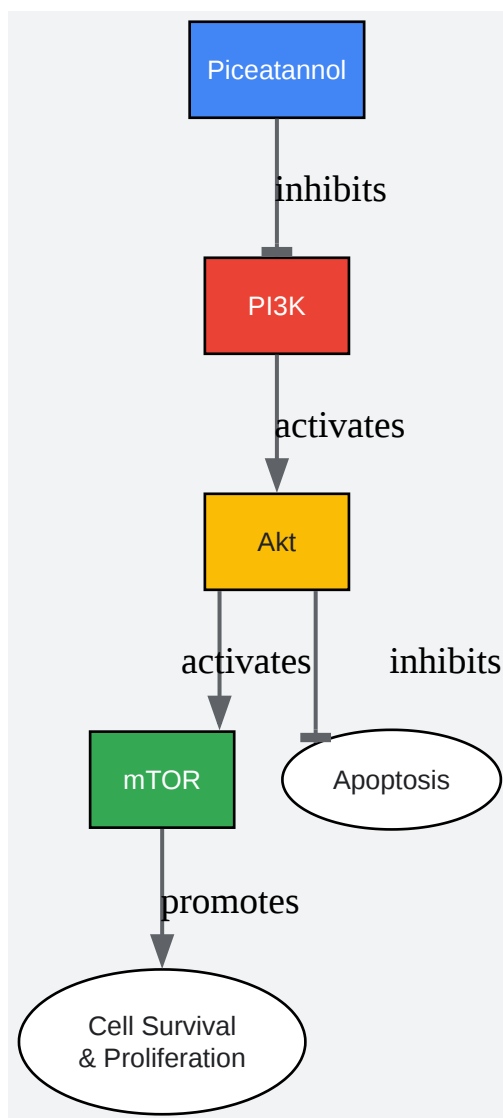 Piceatannol
inhibits
PI3K
activates
Akt
activates
inhibits
mTOR
Apoptosis
promotes
Cell Survival
& Proliferation